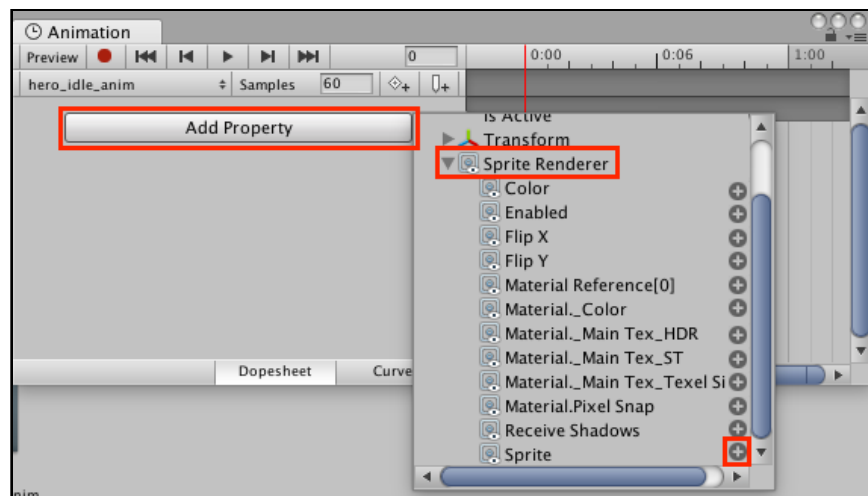 Animation
Preview 0 0:00 0:06 1:00
hero_idle_anim Samples 60
Add Property
Is Active
Transform
Sprite Renderer
Color
Enabled
Flip X
Flip Y
Material Reference[0]
Material._Color
Material._Main Tex_HDR
Material._Main Tex_ST
Material._Main Tex_Texel Si
Material.Pixel Snap
Receive Shadows
Sprite
Dopesheet Curve
nim